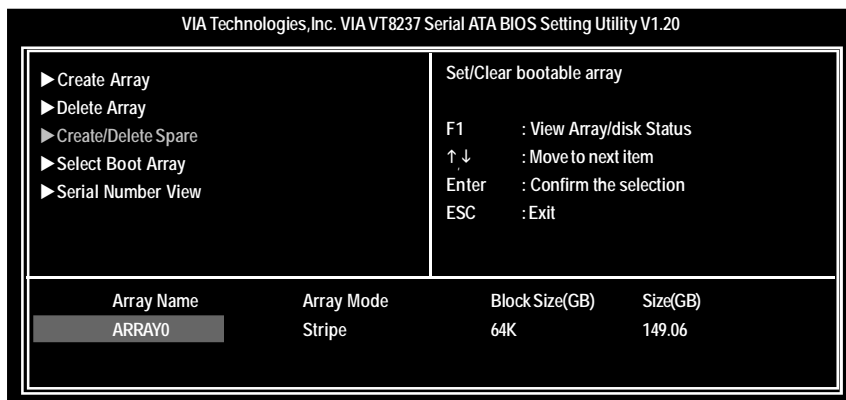 VIA Technologies,Inc. VIA VT8237 Serial ATA BIOS Setting Utility V1.20
▶Create Array
▶Delete Array
▶Create/Delete Spare
▶Select Boot Array
▶Serial Number View
Set/Clear bootable array
F1 : View Array/disk Status
↑↓ : Move to next item
Enter : Confirm the selection
ESC : Exit
Array Name Array Mode Block Size(GB) Size(GB)
ARRAY0 Stripe 64K 149.06